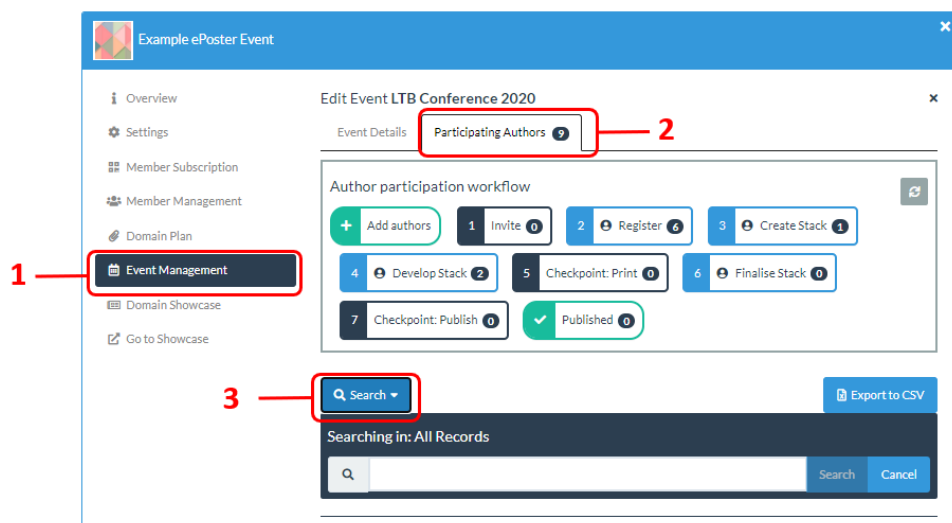 Example ePoster Event
Overview
Settings
Member Subscription
Member Management
Domain Plan
1
Event Management
Domain Showcase
Go to Showcase
Edit Event LTB Conference 2020
Event Details
Participating Authors 9
2
Author participation workflow
Add authors
1 Invite 0
2 Register 6
3 Create Stack 1
4 Develop Stack 2
5 Checkpoint: Print 0
6 Finalise Stack 0
7 Checkpoint: Publish 0
Published 0
3
Search
Export to CSV
Searching in: All Records
Search
Cancel